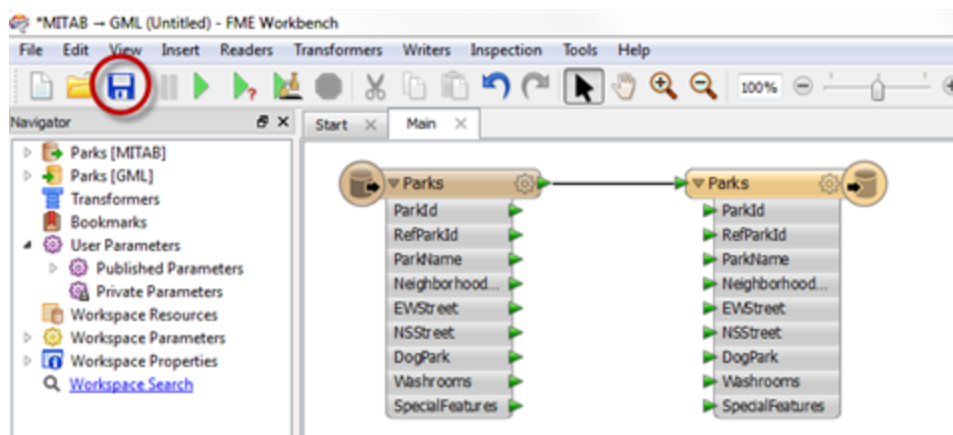 *MITAB → GML (Untitled) - FME Workbench
File Edit View Insert Readers Transformers Writers Inspection Tools Help
100%
Navigator
Start Main
Parks [MITAB]
Parks [GML]
Transformers
Bookmarks
User Parameters
Published Parameters
Private Parameters
Workspace Resources
Workspace Parameters
Workspace Properties
Workspace Search
Parks
ParkId
RefParkId
ParkName
Neighborhood...
EWStreet
NSStreet
DogPark
Washrooms
SpecialFeatures
Parks
ParkId
RefParkId
ParkName
Neighborhood...
EWStreet
NSStreet
DogPark
Washrooms
SpecialFeatures